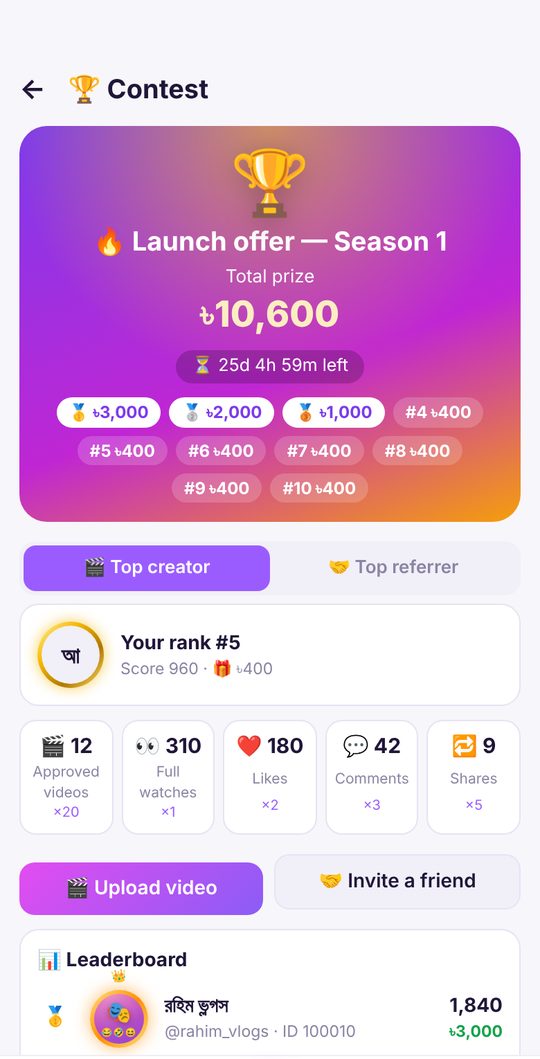 ← 🏆 Contest
🔥 Launch offer — Season 1
Total prize
৳10,600
⏳ 25d 4h 59m left
🥇 ৳3,000 🥈 ৳2,000 🥉 ৳1,000 #4 ৳400
#5 ৳400 #6 ৳400 #7 ৳400 #8 ৳400
#9 ৳400 #10 ৳400
🎬 Top creator 🤝 Top referrer
আ
Your rank #5
Score 960 · 🎁 ৳400
🎬 12 👀 310 ❤️ 180 💬 42 🔁 9
Approved videos Full watches Likes Comments Shares
×20 ×1 ×2 ×3 ×5
🎬 Upload video 🤝 Invite a friend
📊 Leaderboard
🥇 রহিম ভ্লগস 1,840
@rahim_vlogs · ID 100010 ৳3,000